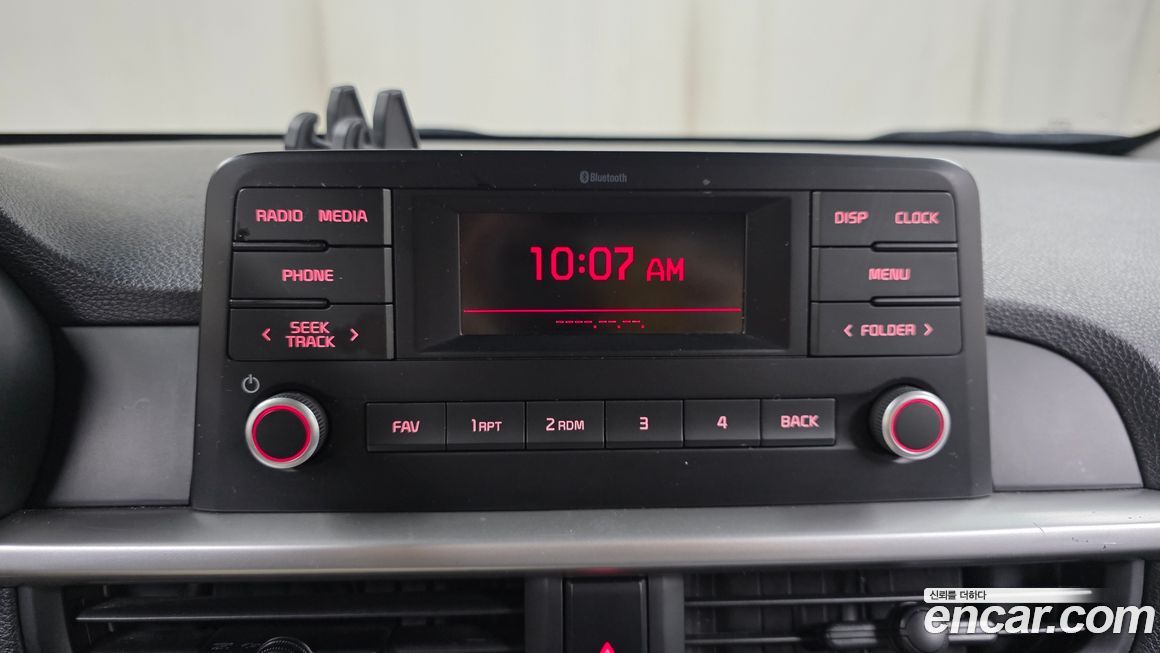 Bluetooth
RADIO MEDIA
DISP CLOCK
10:07 AM
PHONE
MENU
----.--.--.
< SEEK TRACK >
< FOLDER >
FAV
1 RPT
2 RDM
3
4
BACK
신뢰를 더하다
encar.com